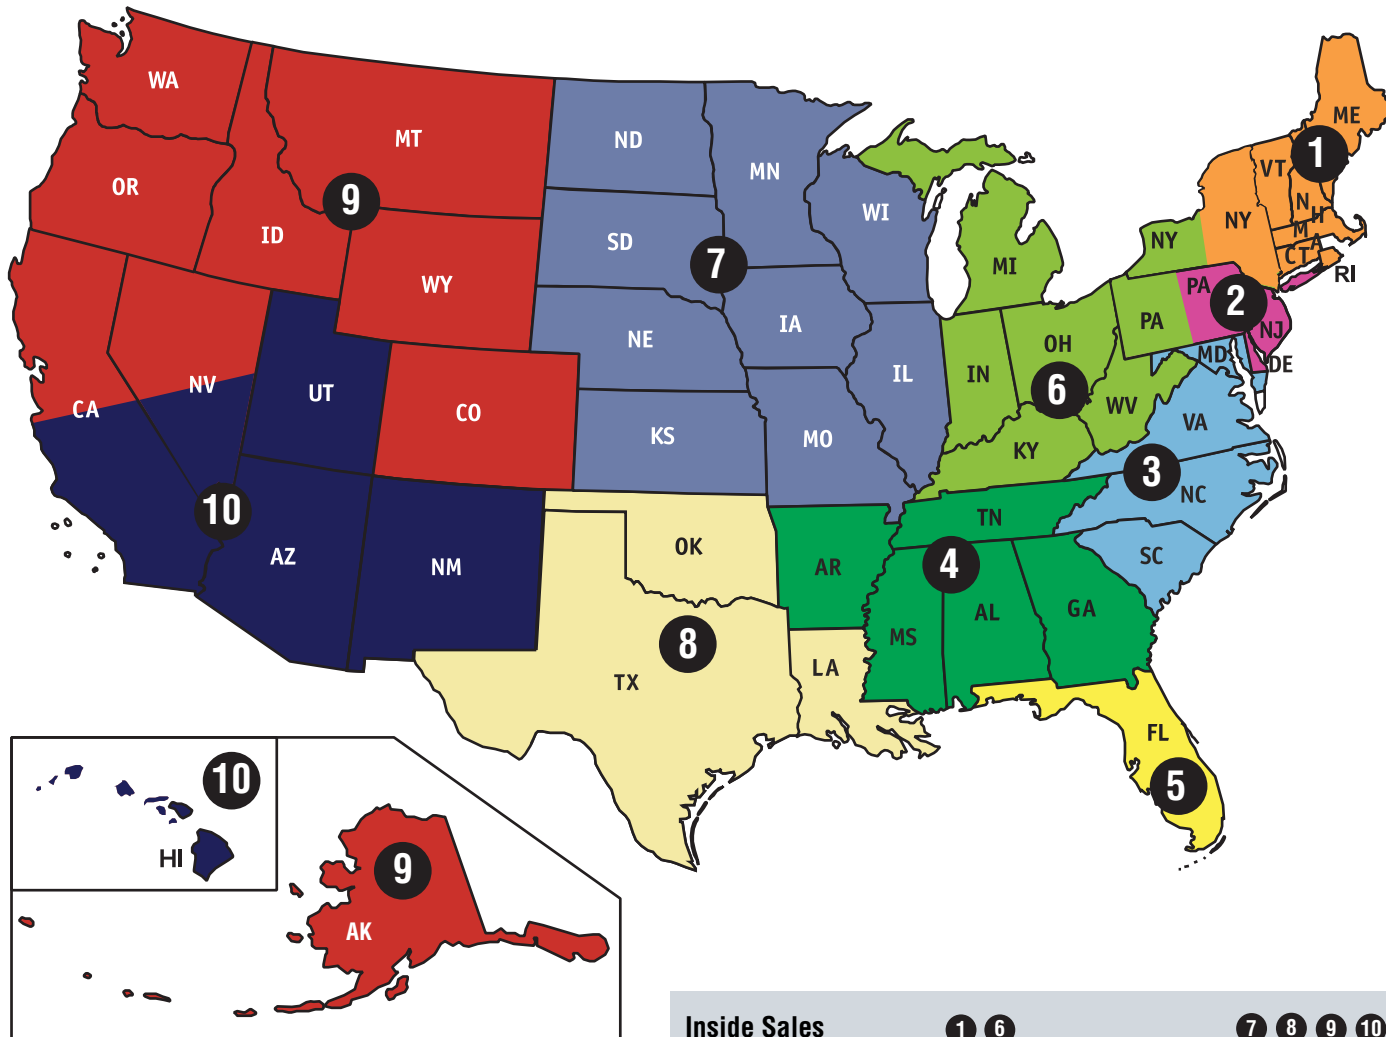 WA
MT
ND
MN
ME
1
OR
9
ID
WY
SD
7
WI
MI
NY
NY
VT
N
H
M
A
CT
RI
PA
PA
2
NJ
DE
MD
NE
IA
IL
IN
OH
6
WV
VA
CA
NV
UT
CO
KS
MO
KY
3
NC
10
AZ
NM
OK
AR
TN
4
SC
MS
AL
GA
8
TX
LA
FL
5
10
HI
9
AK
Inside Sales 1 6 7 8 9 10